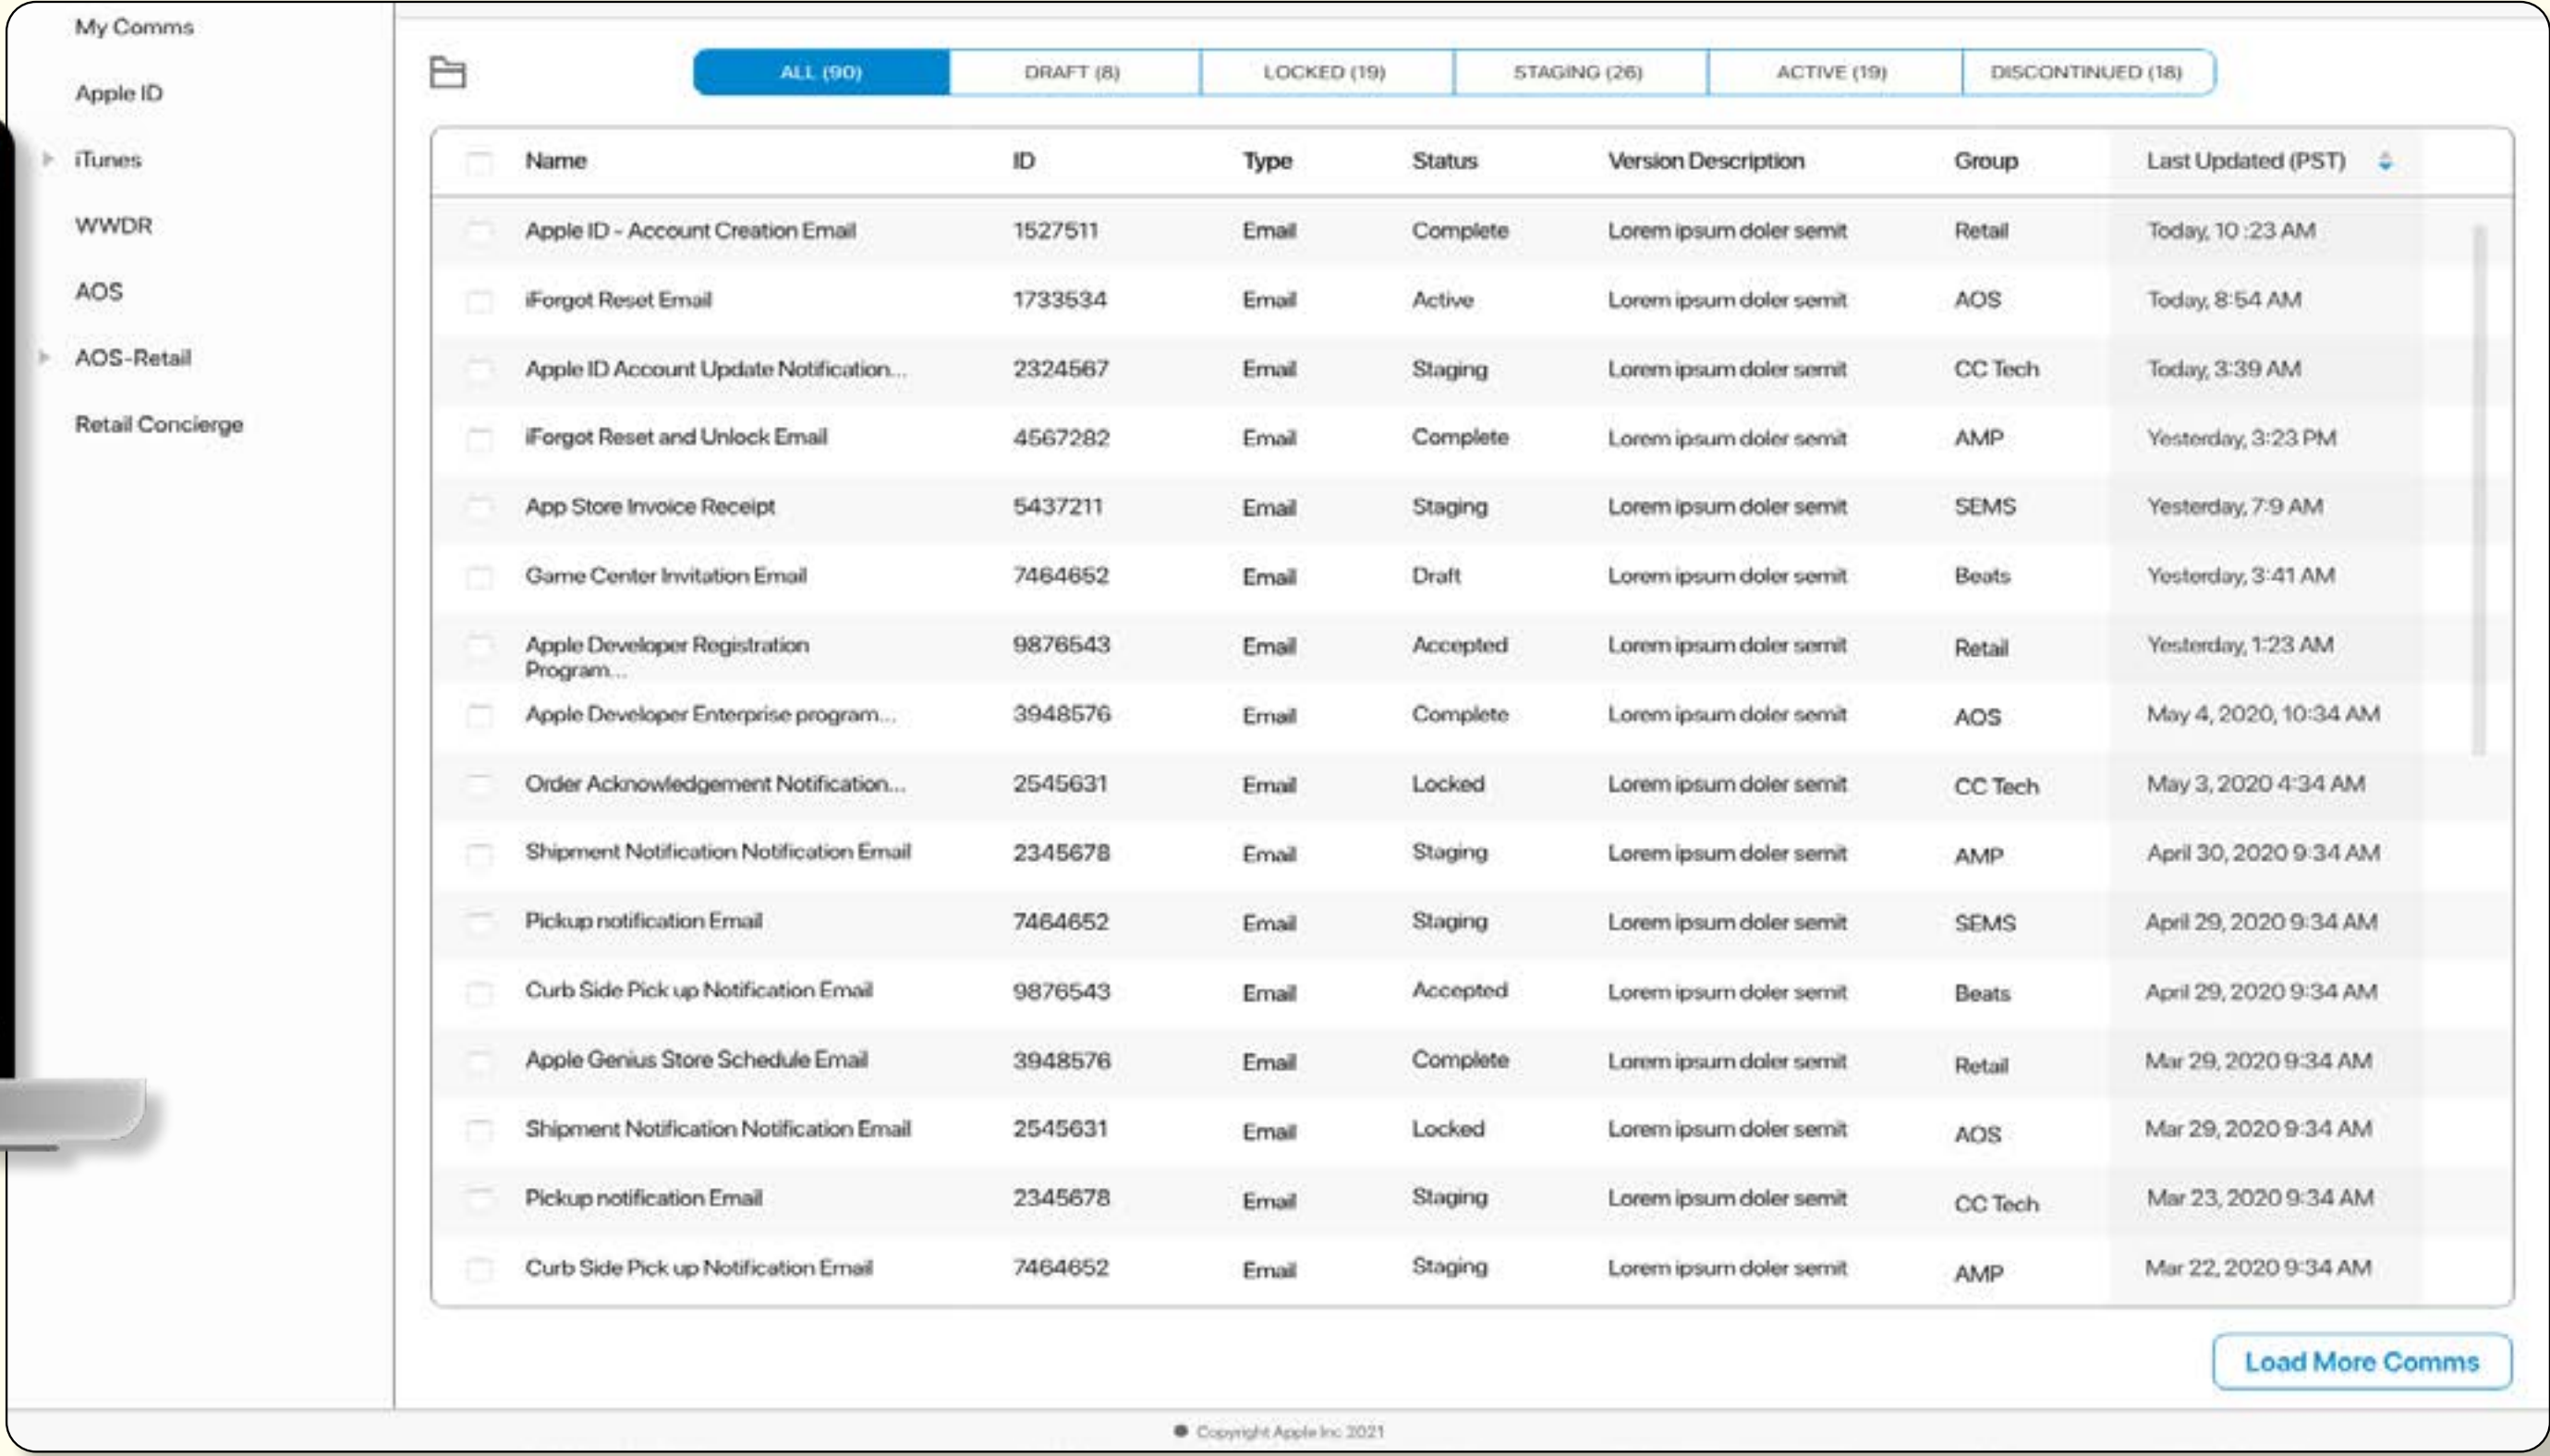 My Comms
Apple ID
iTunes
WWDR
AOS
AOS-Retail
Retail Concierge
ALL (90) DRAFT (8) LOCKED (19) STAGING (26) ACTIVE (19) DISCONTINUED (18)
Name ID Type Status Version Description Group Last Updated (PST)
Apple ID - Account Creation Email 1527511 Email Complete Lorem ipsum doler semit Retail Today, 10 :23 AM
iForgot Reset Email 1733534 Email Active Lorem ipsum doler semit AOS Today, 8:54 AM
Apple ID Account Update Notification... 2324567 Email Staging Lorem ipsum doler semit CC Tech Today, 3:39 AM
iForgot Reset and Unlock Email 4567282 Email Complete Lorem ipsum doler semit AMP Yesterday, 3:23 PM
App Store Invoice Receipt 5437211 Email Staging Lorem ipsum doler semit SEMS Yesterday, 7:9 AM
Game Center Invitation Email 7464652 Email Draft Lorem ipsum doler semit Beats Yesterday, 3:41 AM
Apple Developer Registration 9876543 Email Accepted Lorem ipsum doler semit Retail Yesterday, 1:23 AM
Program...
Apple Developer Enterprise program... 3948576 Email Complete Lorem ipsum doler semit AOS May 4, 2020, 10:34 AM
Order Acknowledgement Notification... 2545631 Email Locked Lorem ipsum doler semit CC Tech May 3, 2020 4:34 AM
Shipment Notification Notification Email 2345678 Email Staging Lorem ipsum doler semit AMP April 30, 2020 9:34 AM
Pickup notification Email 7464652 Email Staging Lorem ipsum doler semit SEMS April 29, 2020 9:34 AM
Curb Side Pick up Notification Email 9876543 Email Accepted Lorem ipsum doler semit Beats April 29, 2020 9:34 AM
Apple Genius Store Schedule Email 3948576 Email Complete Lorem ipsum doler semit Retail Mar 29, 2020 9:34 AM
Shipment Notification Notification Email 2545631 Email Locked Lorem ipsum doler semit AOS Mar 29, 2020 9:34 AM
Pickup notification Email 2345678 Email Staging Lorem ipsum doler semit CC Tech Mar 23, 2020 9:34 AM
Curb Side Pick up Notification Email 7464652 Email Staging Lorem ipsum doler semit AMP Mar 22, 2020 9:34 AM
Load More Comms
Copyright Apple Inc 2021